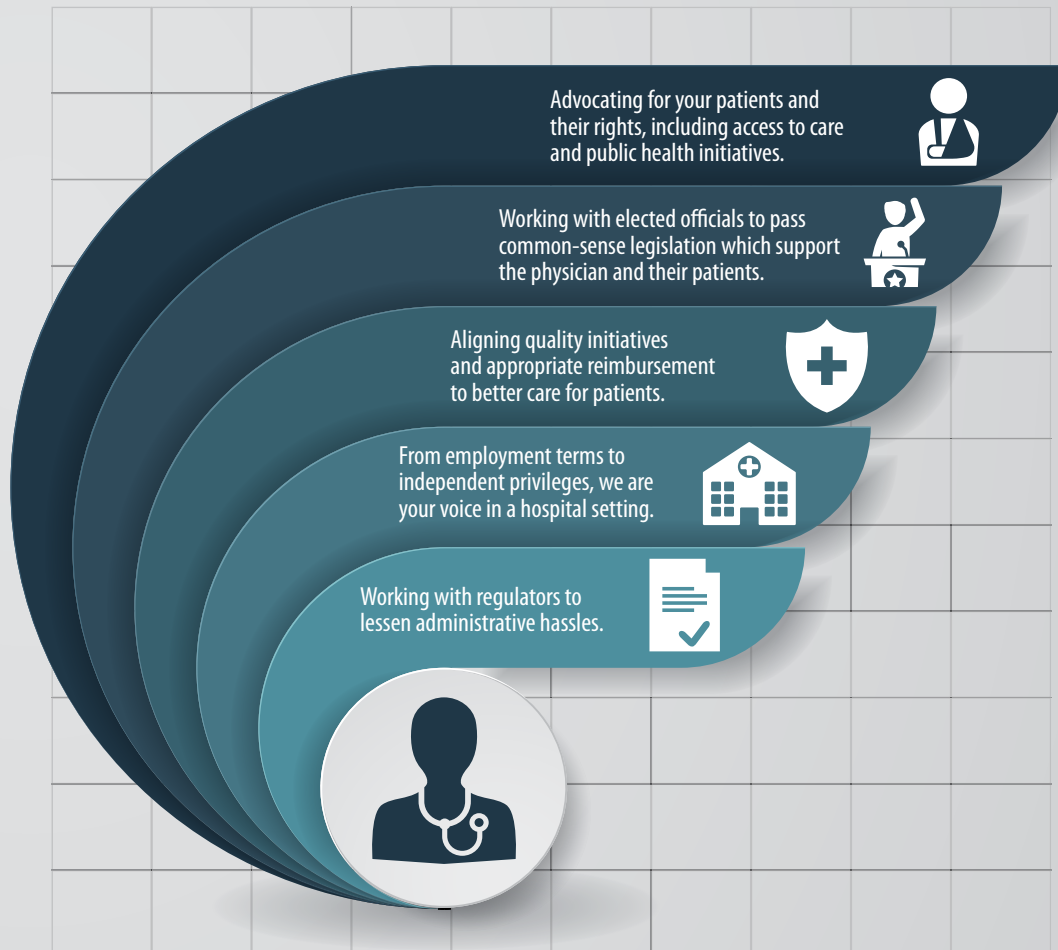 Advocating for your patients and
their rights, including access to care
and public health initiatives.
Working with elected officials to pass
common-sense legislation which support
the physician and their patients.
Aligning quality initiatives
and appropriate reimbursement
to better care for patients.
From employment terms to
independent privileges, we are
your voice in a hospital setting.
Working with regulators to
lessen administrative hassles.